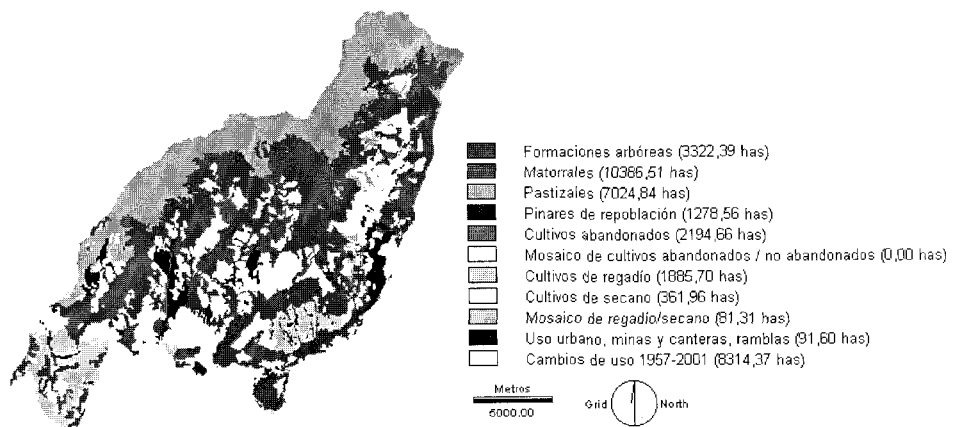 Formaciones arbóreas (3322,39 has)
Matorrales (10386,51 has)
Pastizales (7024,84 has)
Pinares de repoblación (1278,56 has)
Cultivos abandonados (2194,66 has)
Mosaico de cultivos abandonados / no abandonados (0,00 has)
Cultivos de regadío (1885,70 has)
Cultivos de secano (361,96 has)
Mosaico de regadío/secano (81,31 has)
Uso urbano, minas y canteras, ramblas (91,60 has)
Cambios de uso 1957-2001 (8314,37 has)
Metros
5000.00
Grid North